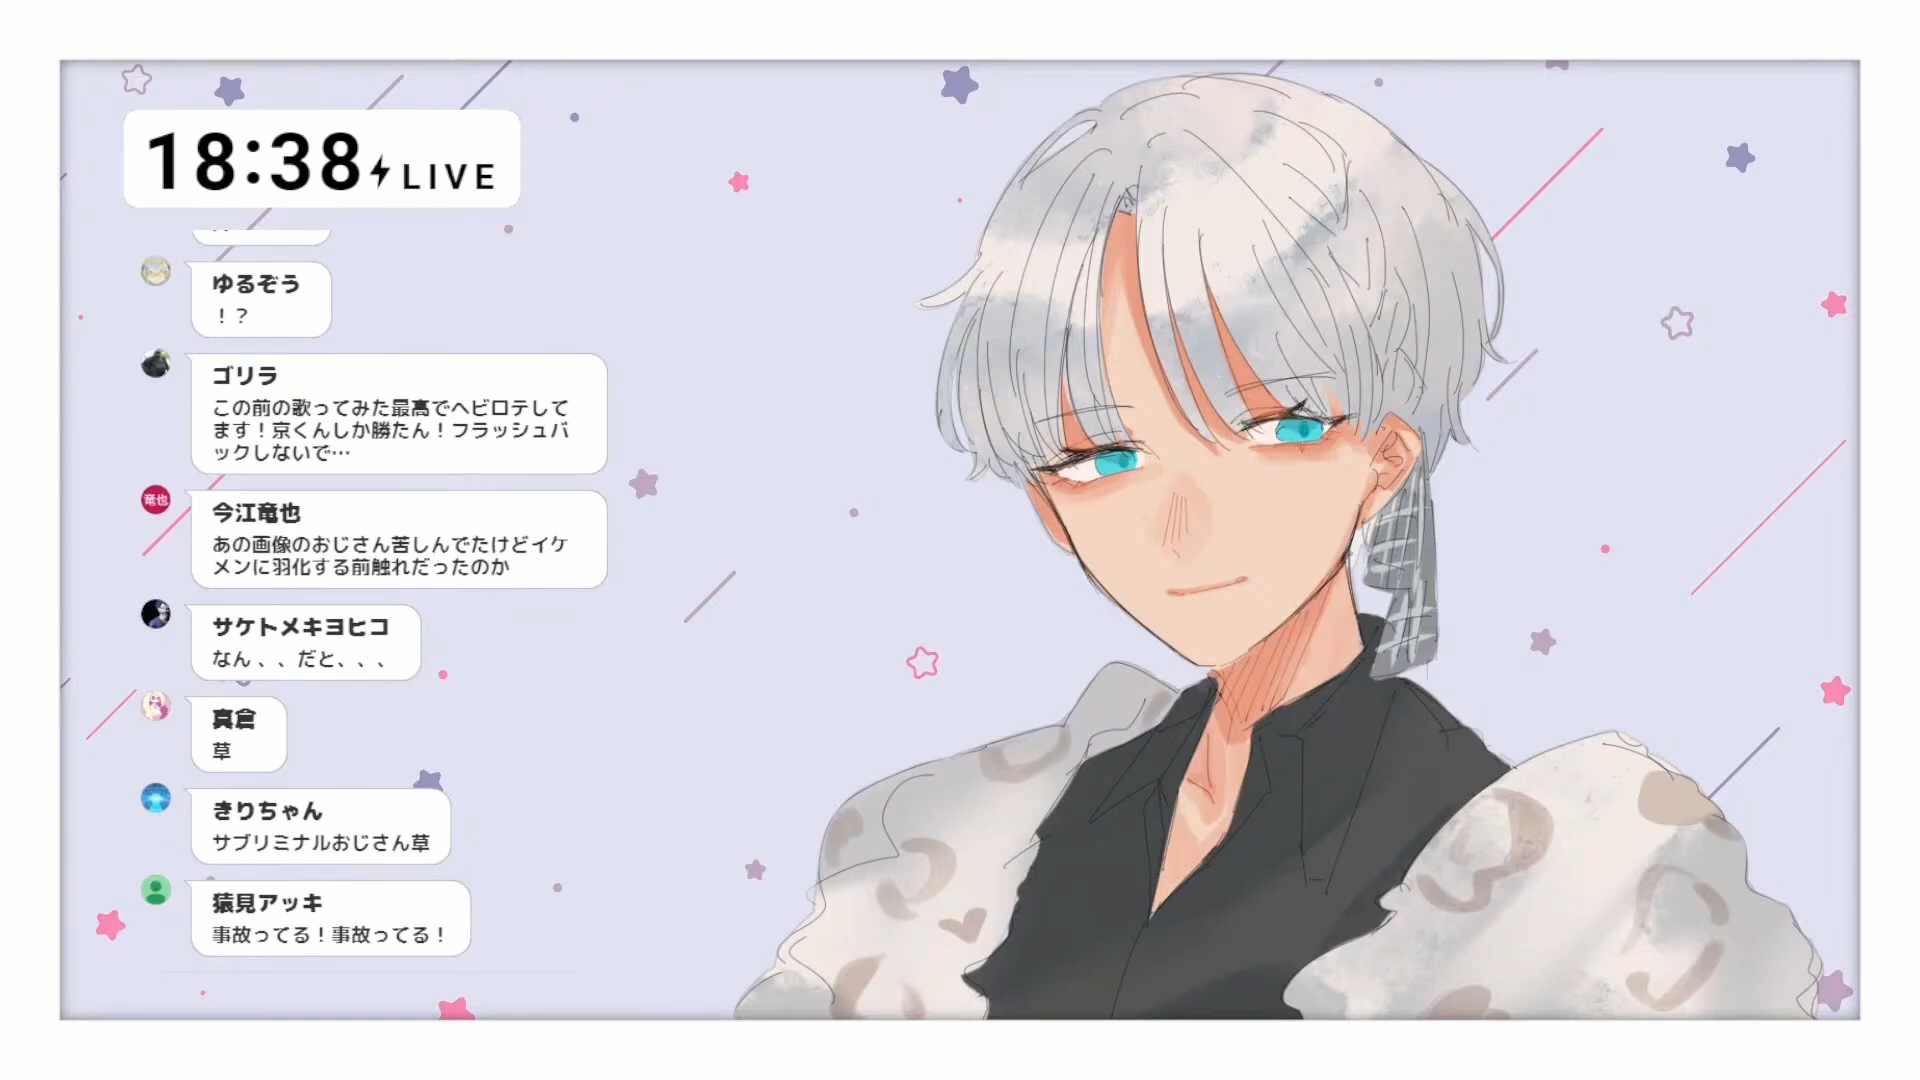 18:38 LIVE
ゆるぞう
！？
ゴリラ
この前の歌ってみた最高でヘビロテして
ます！京くんしか勝たん！フラッシュバ
ックしないで…
竜也
今江竜也
あの画像のおじさん苦しんでたけどイケ
メンに羽化する前触れだったのか
サケトメキヨヒコ
なん、、だと、、、
真倉
草
きりちゃん
サブリミナルおじさん草
猿見アッキ
事故ってる！事故ってる！